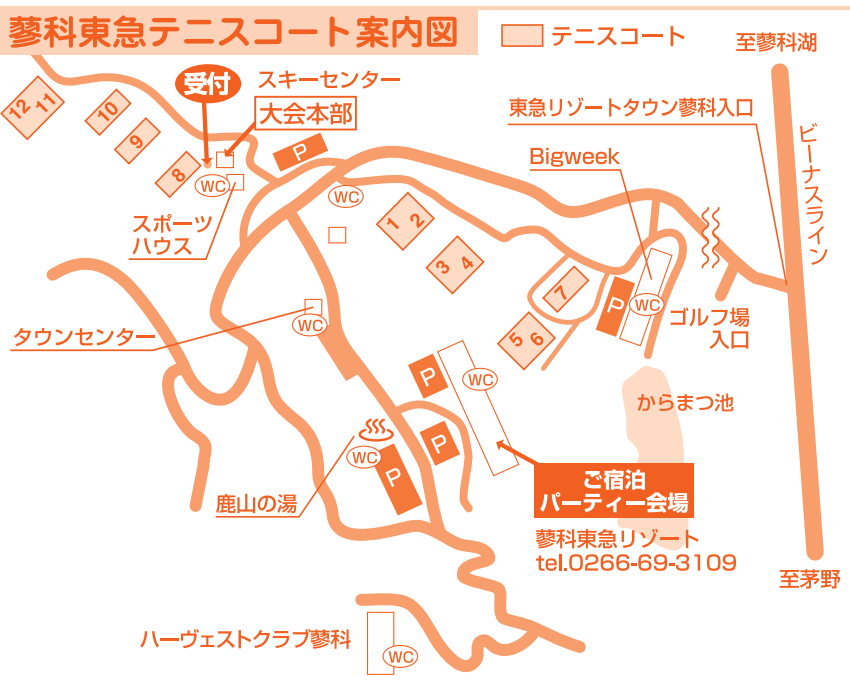 蓼科東急テニスコート案内図
テニスコート
至蓼科湖
受付
スキーセンター
大会本部
東急リゾートタウン蓼科入口
ビーナスライン
Bigweek
12 11
10
9
8
P
WC
WC
スポーツ
ハウス
1 2
3 4
7
5 6
P
WC
ゴルフ場
入口
タウンセンター
WC
P
WC
からまつ池
P
WC
P
鹿山の湯
ご宿泊
パーティー会場
蓼科東急リゾート
tel.0266-69-3109
至茅野
ハーヴェストクラブ蓼科
WC